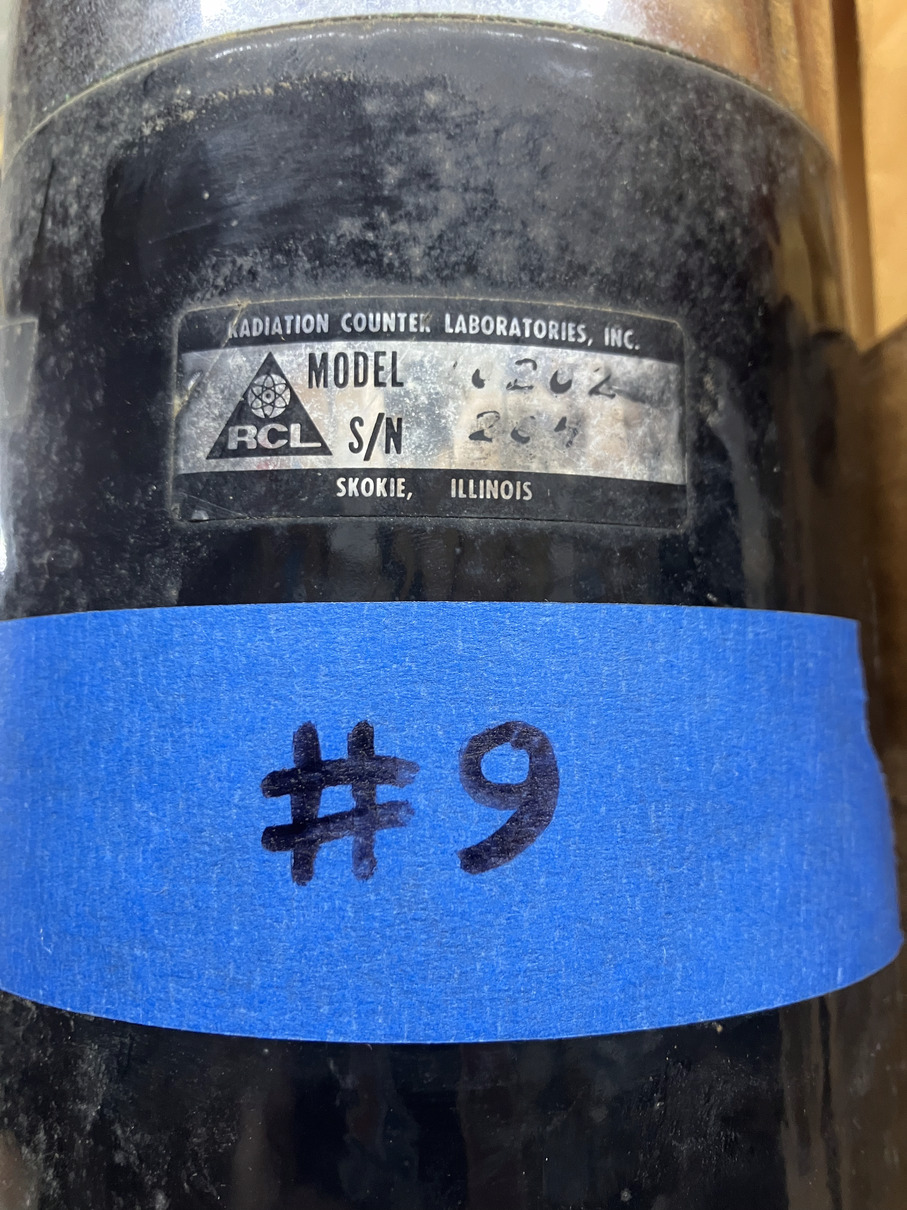 RADIATION COUNTER LABORATORIES, INC.
MODEL
RCL S/N
SKOKIE, ILLINOIS
#9